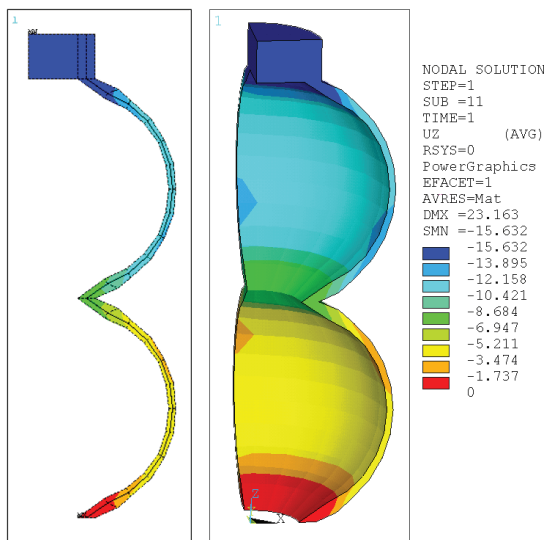 1
1
NODAL SOLUTION
STEP=1
SUB =11
TIME=1
UZ (AVG)
RSYS=0
PowerGraphics
EFACET=1
AVRES=Mat
DMX =23.163
SMN =-15.632
-15.632
-13.895
-12.158
-10.421
-8.684
-6.947
-5.211
-3.474
-1.737
0
Z
X